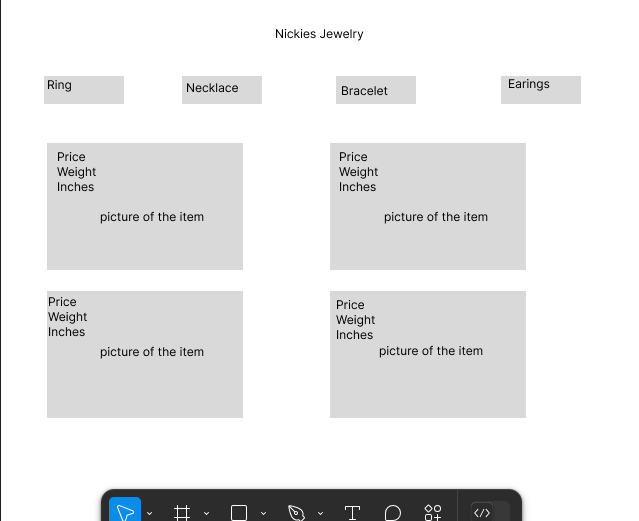 Nickies Jewelry
Ring
Necklace
Bracelet
Earings
Price
Weight
Inches
picture of the item
Price
Weight
Inches
picture of the item
Price
Weight
Inches
picture of the item
Price
Weight
Inches
picture of the item